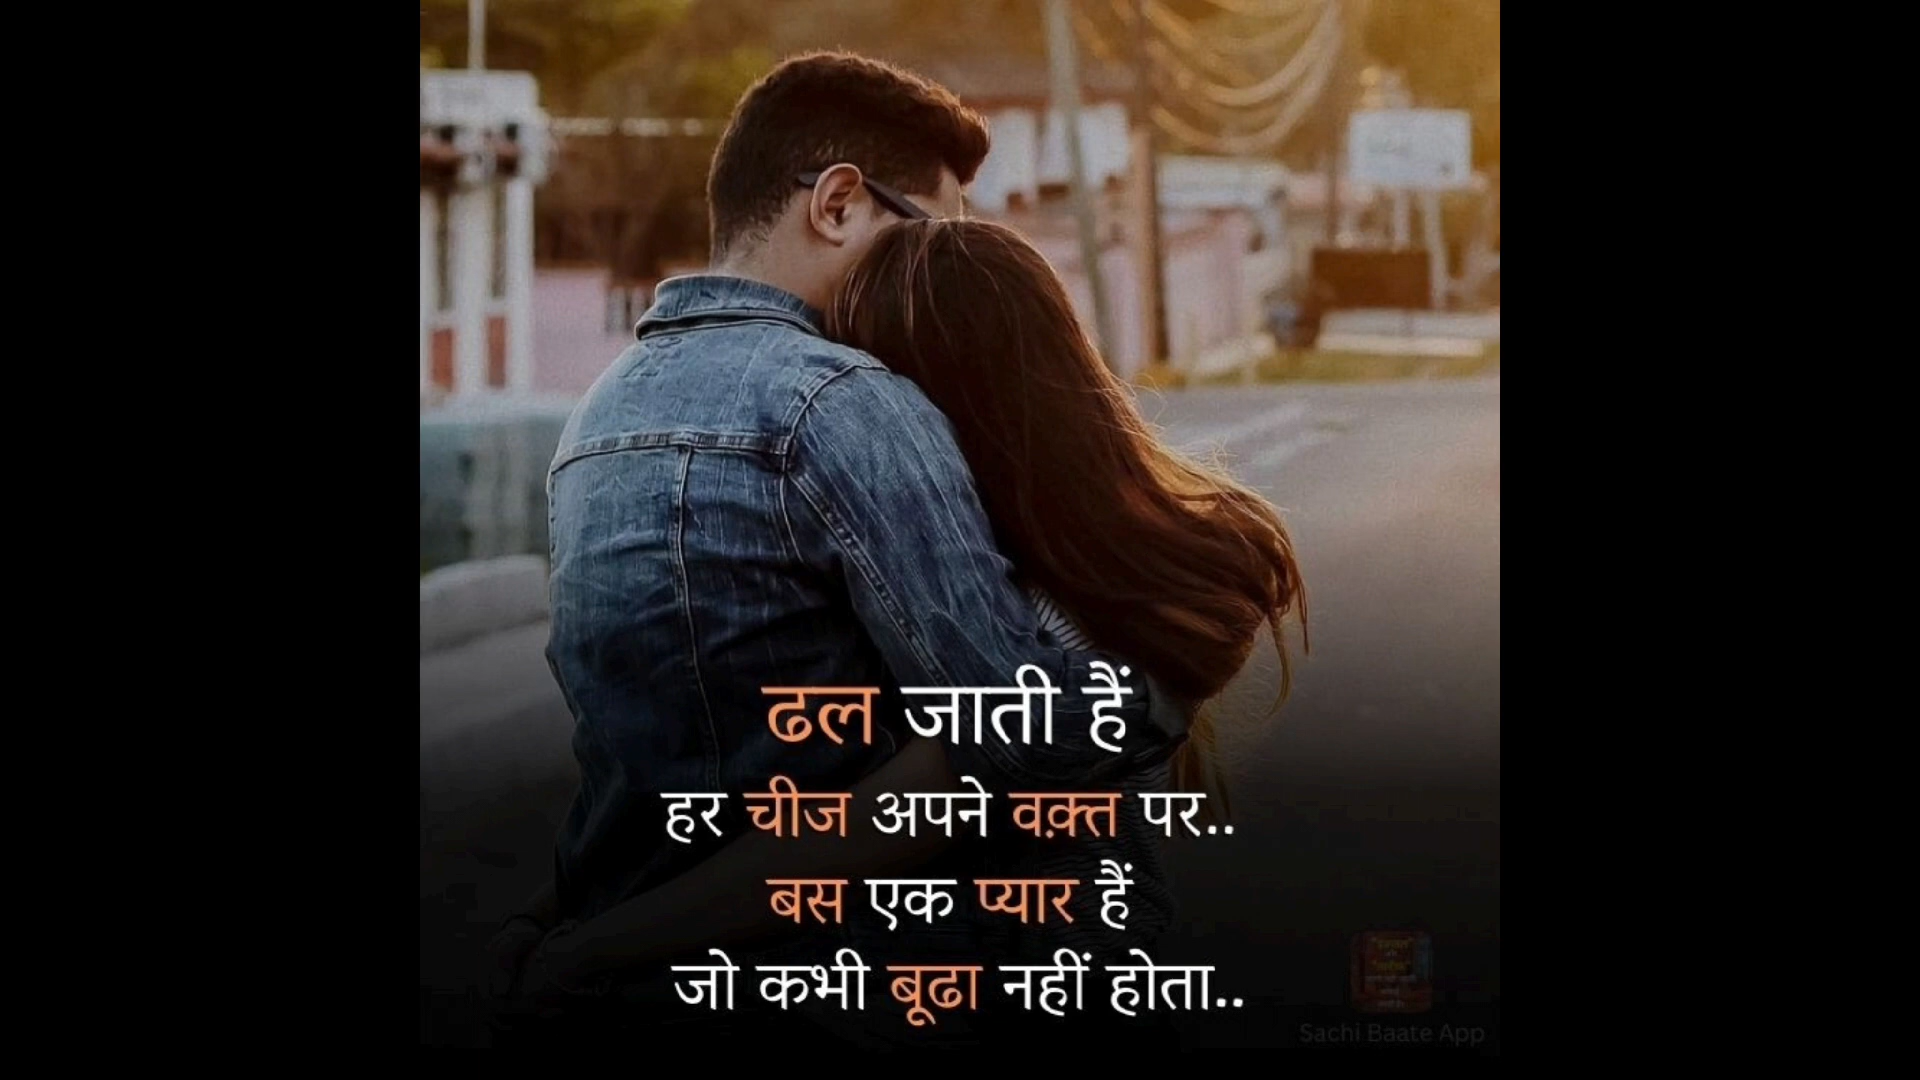 ढल जाती हैं
हर चीज अपने वक़्त पर..
बस एक प्यार हैं
जो कभी बूढा नहीं होता..
Sachi Baate App